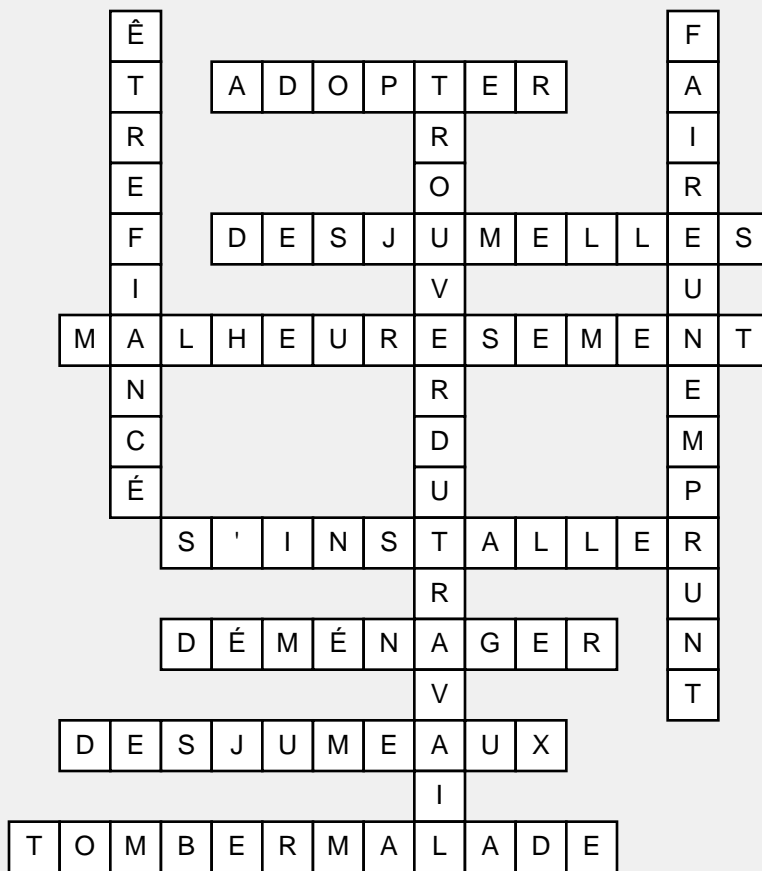 ÊTREFIANCÉ
FAIREUNEMPRUNT
ADOPTER
TROUVERDUTRAVAIL
DESJUMELLES
MALHEURESEMENT
S'INSTALLER
DÉMÉNAGER
DESJUMEAUX
TOMBERMALADE